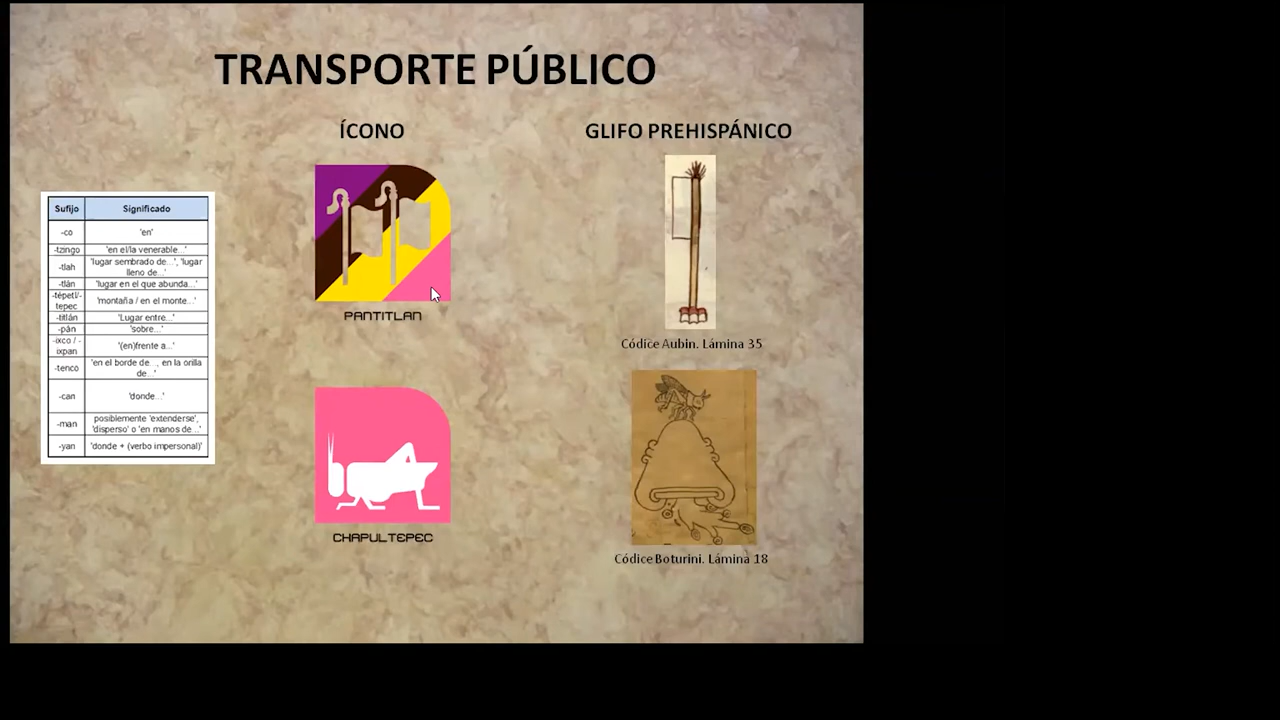 TRANSPORTE PÚBLICO
ÍCONO
GLIFO PREHISPÁNICO
Sufijo Significado
-co 'en'
-tzingo 'en el/la venerable...'
-tlah 'lugar sembrado de...', 'lugar
lleno de...'
-tlán 'lugar en el que abunda...'
-tépetl/-
tepec 'montaña / en el monte...'
-titlán 'Lugar entre...'
-pàn 'sobre...'
-ixco / -
ixpan '(en)frente a...'
-tenco 'en el borde de..., en la orilla
de...'
-can 'donde...'
-man posiblemente 'extenderse',
'disperso' o 'en manos de...'
-yan 'donde + (verbo impersonal)'
PANTITLAN
Códice Aubin. Lámina 35
CHAPULTEPEC
Códice Boturini. Lámina 18